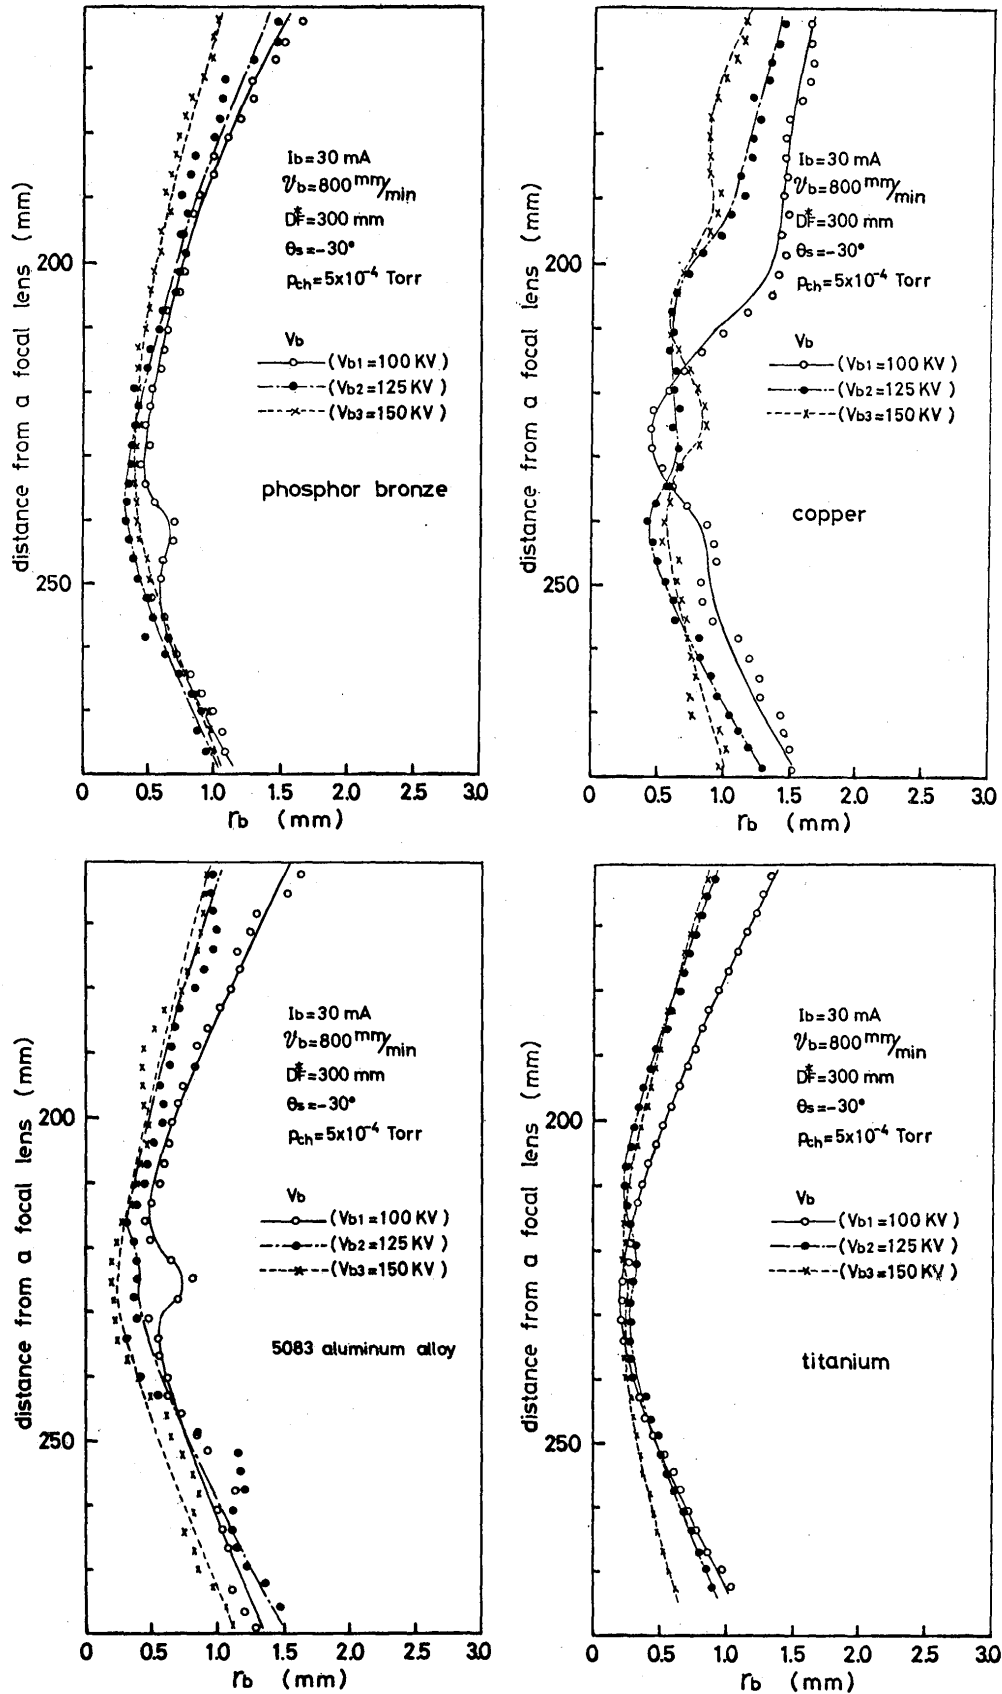 distance from a focal lens (mm)
200
250
Ib=30 mA
Vb=800 mm/min
D*F=300 mm
θs=-30°
Pch=5x10⁻⁴ Torr
Vb
(Vb1=100 KV)
(Vb2=125 KV)
(Vb3=150 KV)
phosphor bronze
0 0.5 1.0 1.5 2.0 2.5 3.0
rb (mm)
distance from a focal lens (mm)
200
250
Ib=30 mA
Vb=800 mm/min
D*F=300 mm
θs=-30°
Pch=5x10⁻⁴ Torr
Vb
(Vb1=100 KV)
(Vb2=125 KV)
(Vb3=150 KV)
copper
0 0.5 1.0 1.5 2.0 2.5 3.0
rb (mm)
distance from a focal lens (mm)
200
250
Ib=30 mA
Vb=800 mm/min
D*F=300 mm
θs=-30°
Pch=5x10⁻⁴ Torr
Vb
(Vb1=100 KV)
(Vb2=125 KV)
(Vb3=150 KV)
5083 aluminum alloy
0 0.5 1.0 1.5 2.0 2.5 3.0
rb (mm)
distance from a focal lens (mm)
200
250
Ib=30 mA
Vb=800 mm/min
D*F=300 mm
θs=-30°
Pch=5x10⁻⁴ Torr
Vb
(Vb1=100 KV)
(Vb2=125 KV)
(Vb3=150 KV)
titanium
0 0.5 1.0 1.5 2.0 2.5 3.0
rb (mm)